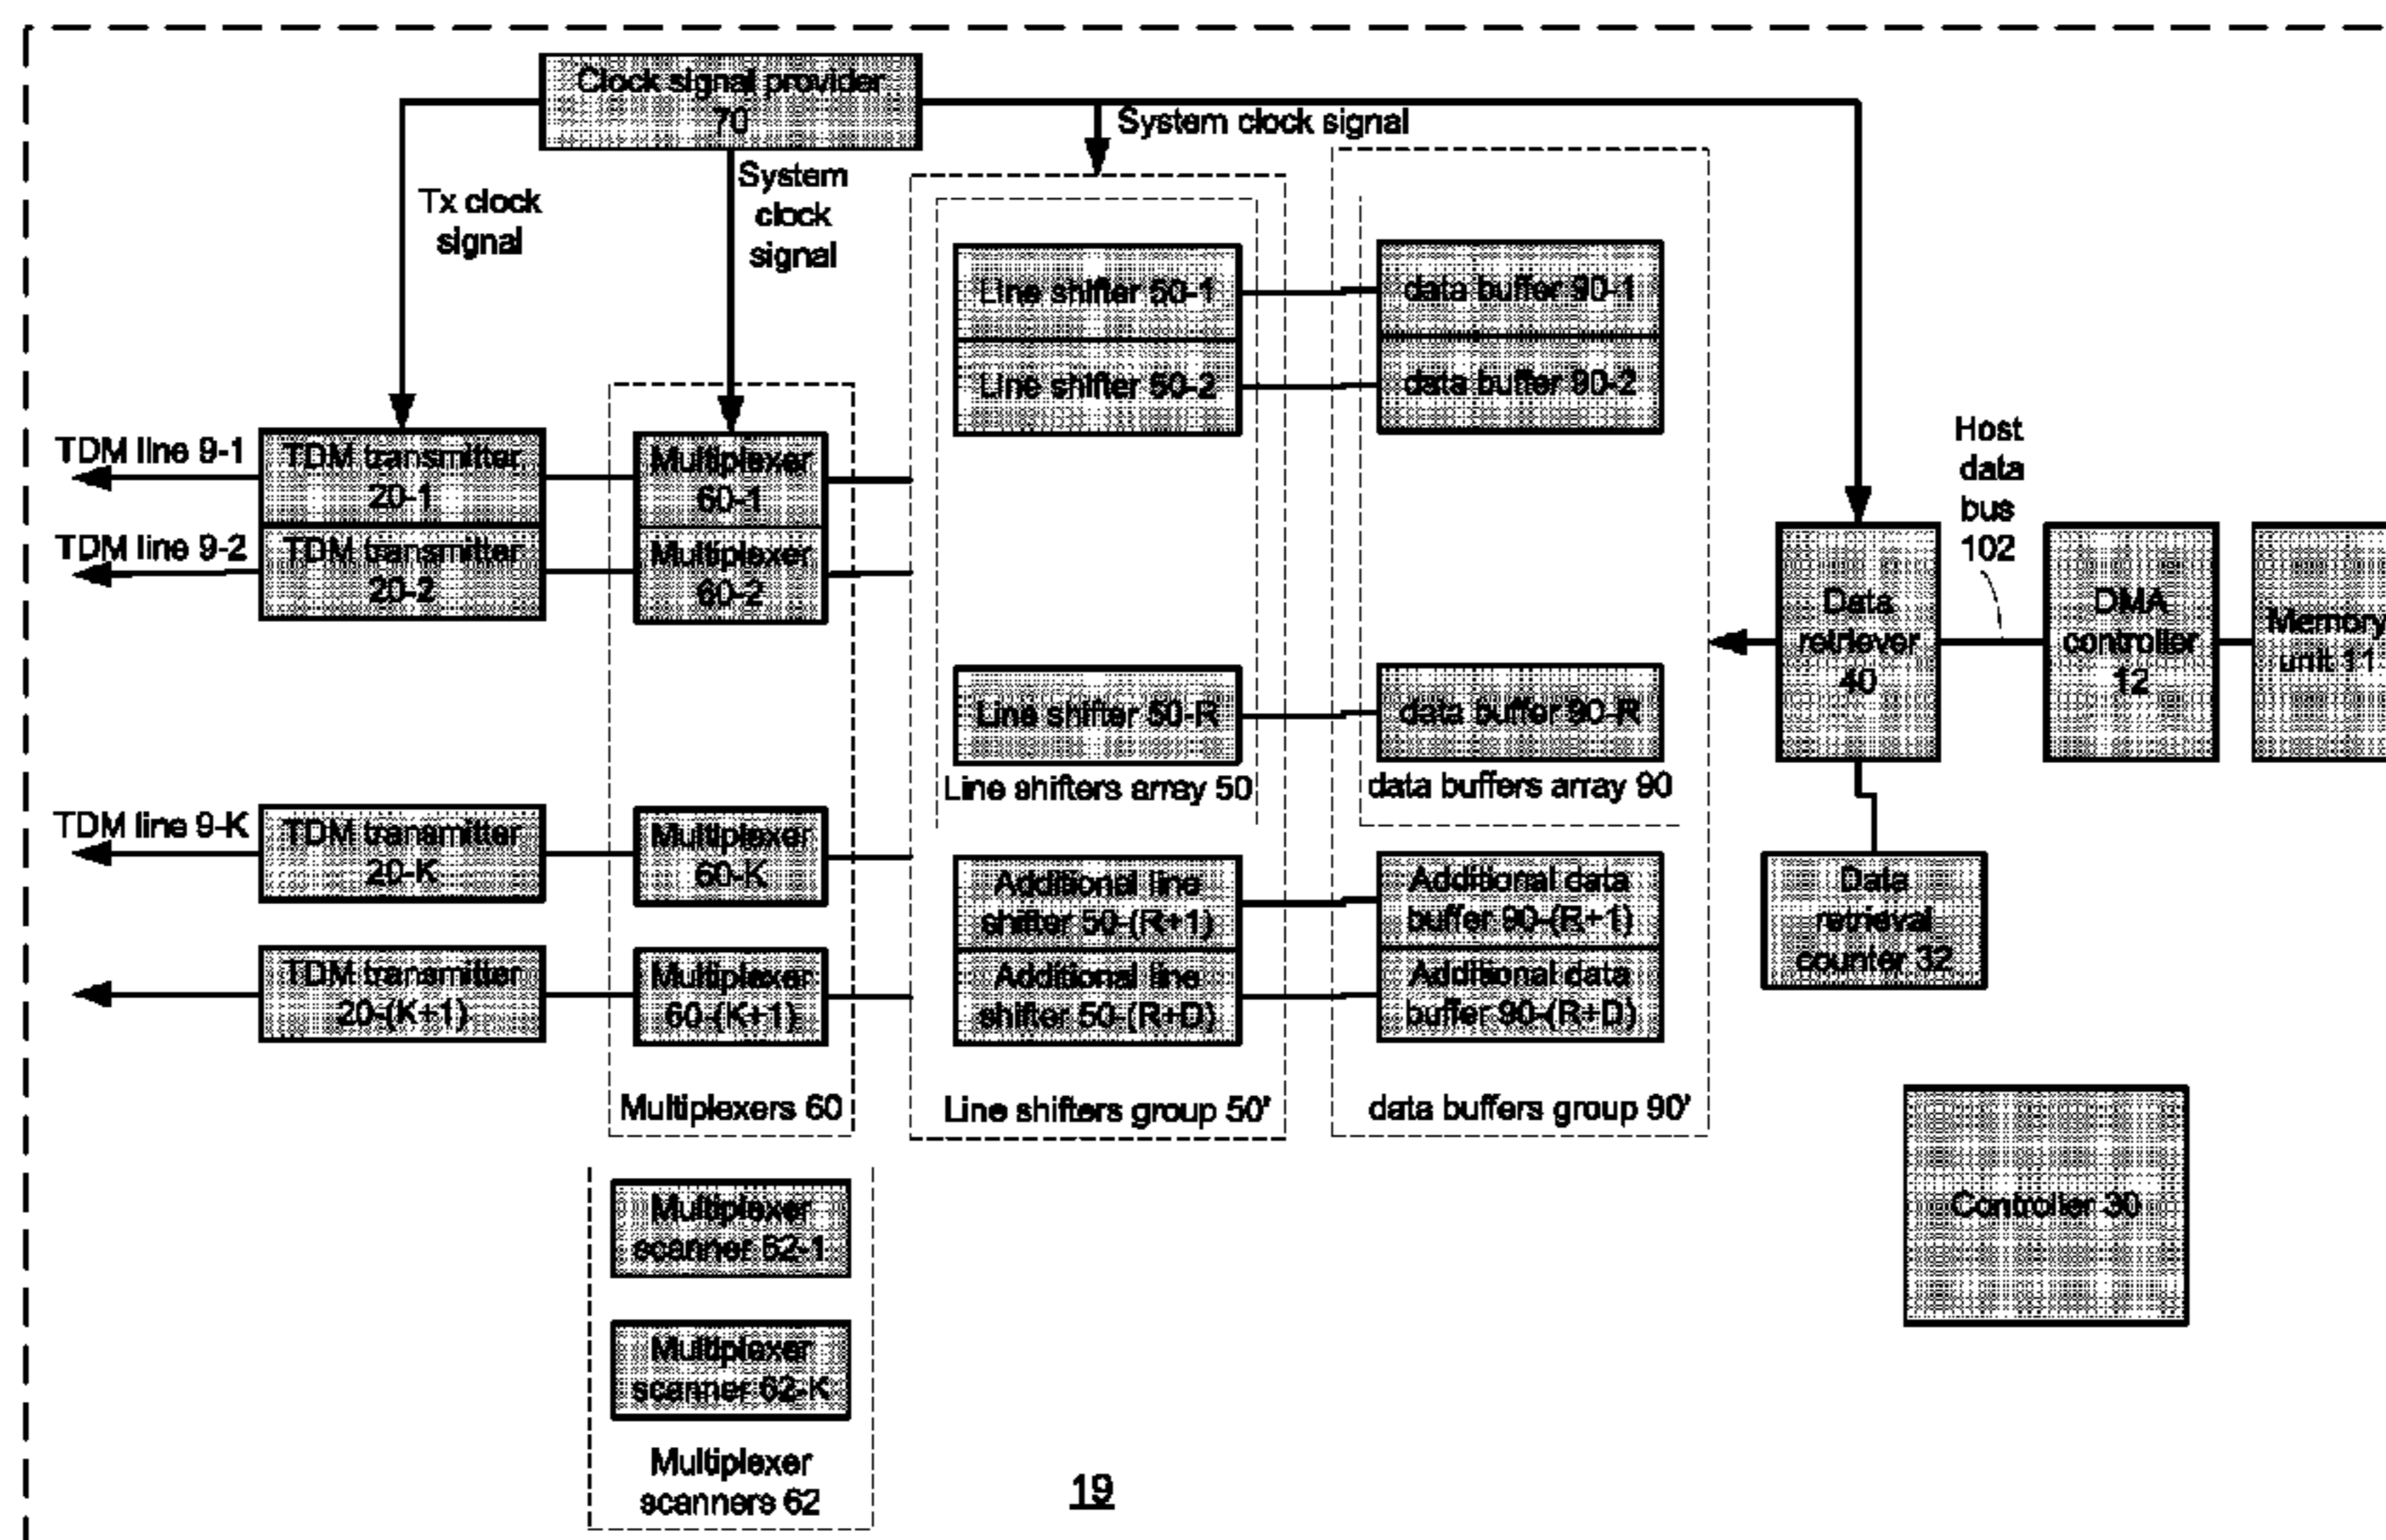 Clock signal provider
70
System clock signal
Tx clock
signal
System
clock
signal
Line shifter 50-1
data buffer 90-1
Line shifter 50-2
data buffer 90-2
TDM line 9-1
TDM transmitter
20-1
Multiplexer
60-1
TDM line 9-2
TDM transmitter
20-2
Multiplexer
60-2
Host
data
bus
102
Data
retriever
40
DMA
controller
12
Memory
unit 11
Line shifter 50-R
data buffer 90-R
Line shifters array 50
data buffers array 90
TDM line 9-K
TDM transmitter
20-K
Multiplexer
60-K
Additional line
shifter 50-(R+1)
Additional data
buffer 90-(R+1)
Data
retrieval
counter 32
TDM transmitter
20-(K+1)
Multiplexer
60-(K+1)
Additional line
shifter 50-(R+D)
Additional data
buffer 90-(R+D)
Multiplexers 60
Line shifters group 50'
data buffers group 90'
Controller 30
Multiplexer
scanner 62-1
Multiplexer
scanner 62-K
Multiplexer
scanners 62
19